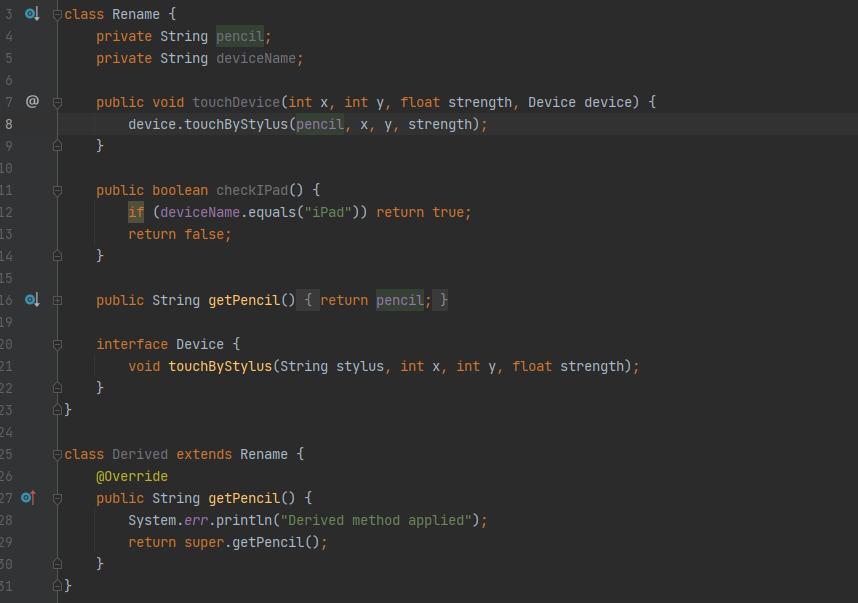 3 class Rename {
4     private String pencil;
5     private String deviceName;
6
7 @     public void touchDevice(int x, int y, float strength, Device device) {
8         device.touchByStylus(pencil, x, y, strength);
9     }
10
11     public boolean checkIPad() {
12         if (deviceName.equals("iPad")) return true;
13         return false;
14     }
15
16     public String getPencil() { return pencil; }
19
20     interface Device {
21         void touchByStylus(String stylus, int x, int y, float strength);
22     }
23 }
24
25 class Derived extends Rename {
26     @Override
27     public String getPencil() {
28         System.err.println("Derived method applied");
29         return super.getPencil();
30     }
31 }